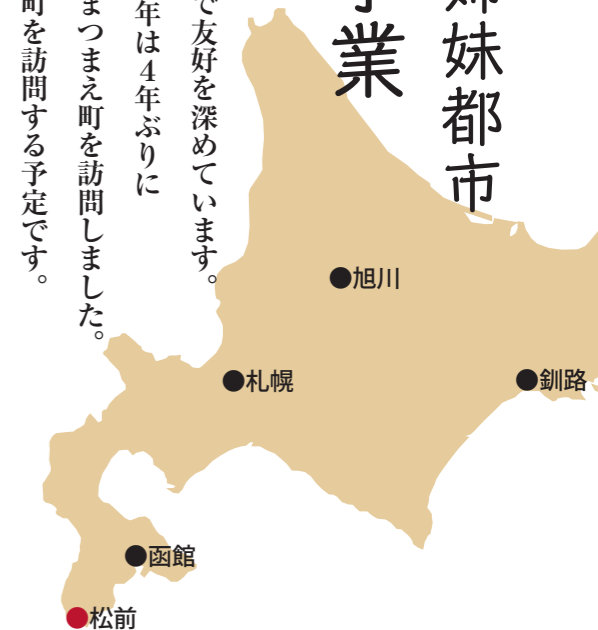 姉妹都市
業
で友好を深めています。
年は４年ぶりに
まつまえ町を訪問しました。
町を訪問する予定です。
●旭川
●札幌
●釧路
●函館
●松前